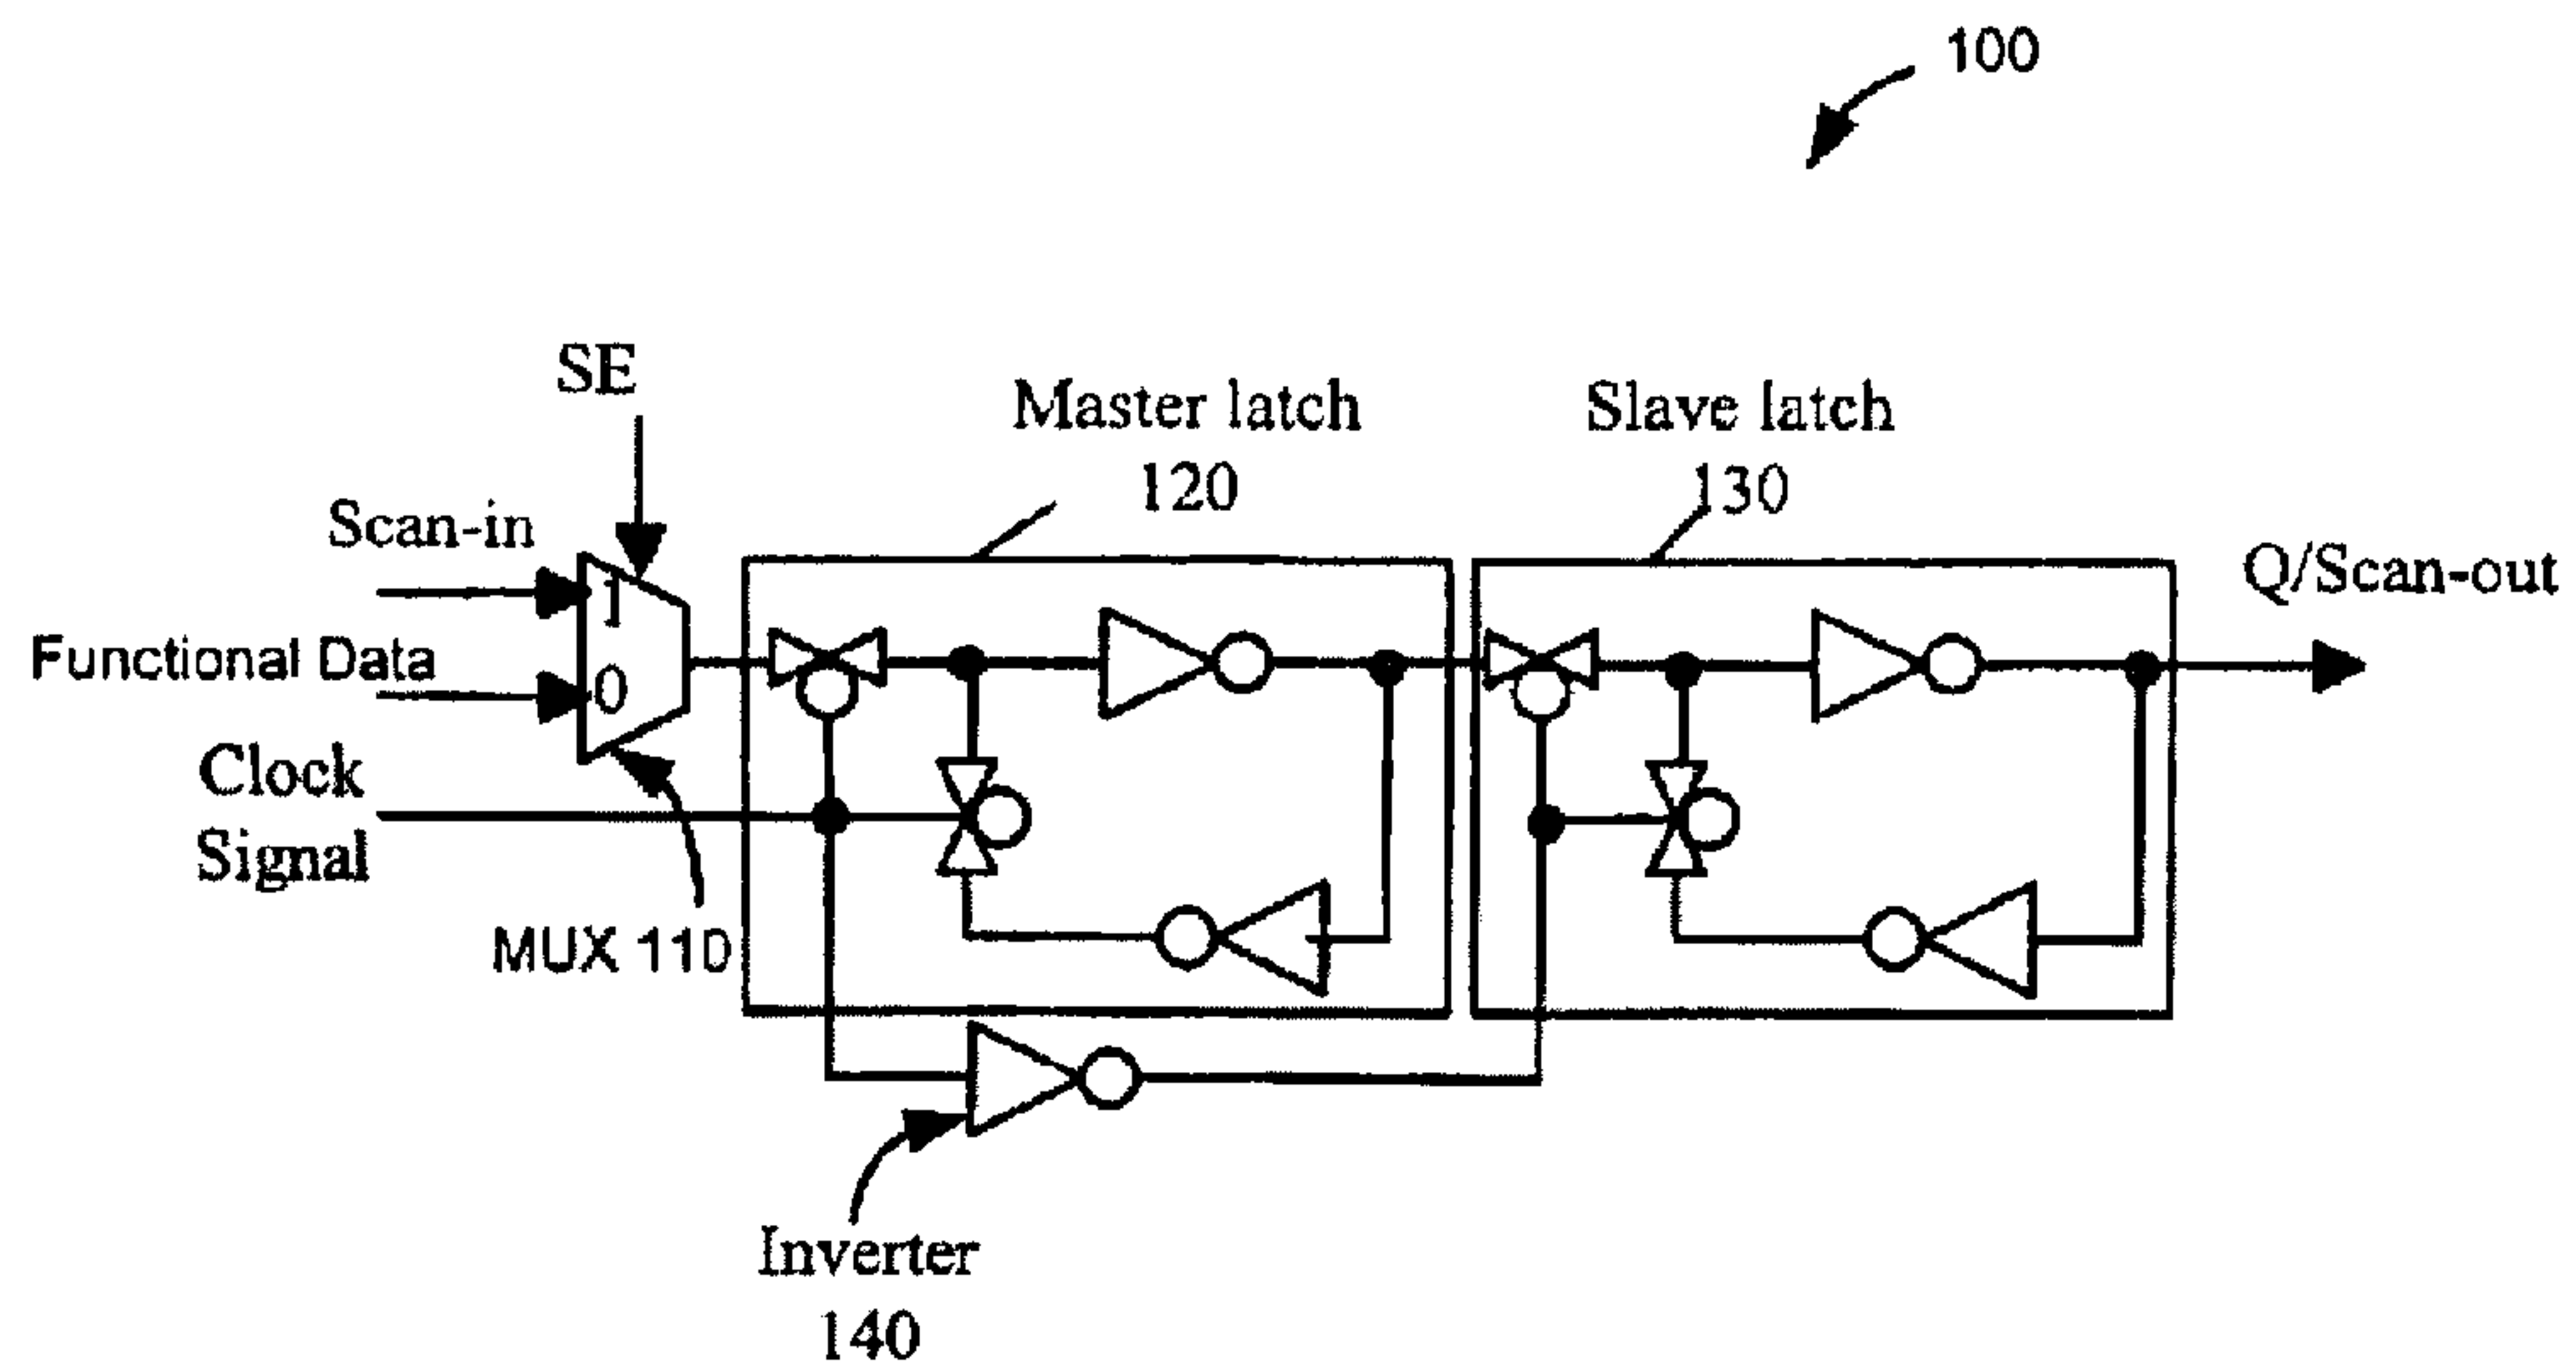 100
SE
Master latch
120
Slave latch
130
Scan-in
Q/Scan-out
1
Functional Data
0
Clock
Signal
MUX 110
Inverter
140